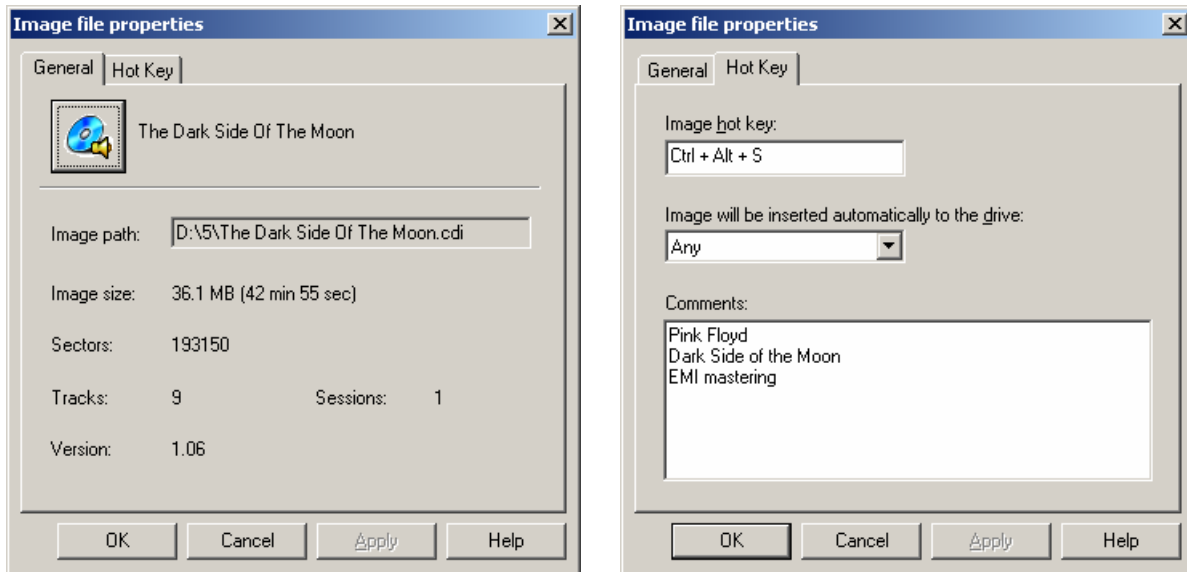 Image file properties
General Hot Key
The Dark Side Of The Moon
Image path: D:\5\The Dark Side Of The Moon.cdi
Image size: 36.1 MB (42 min 55 sec)
Sectors: 193150
Tracks: 9 Sessions: 1
Version: 1.06
OK Cancel Apply Help
Image file properties
General Hot Key
Image hot key:
Ctrl + Alt + S
Image will be inserted automatically to the drive:
Any
Comments:
Pink Floyd
Dark Side of the Moon
EMI mastering
OK Cancel Apply Help